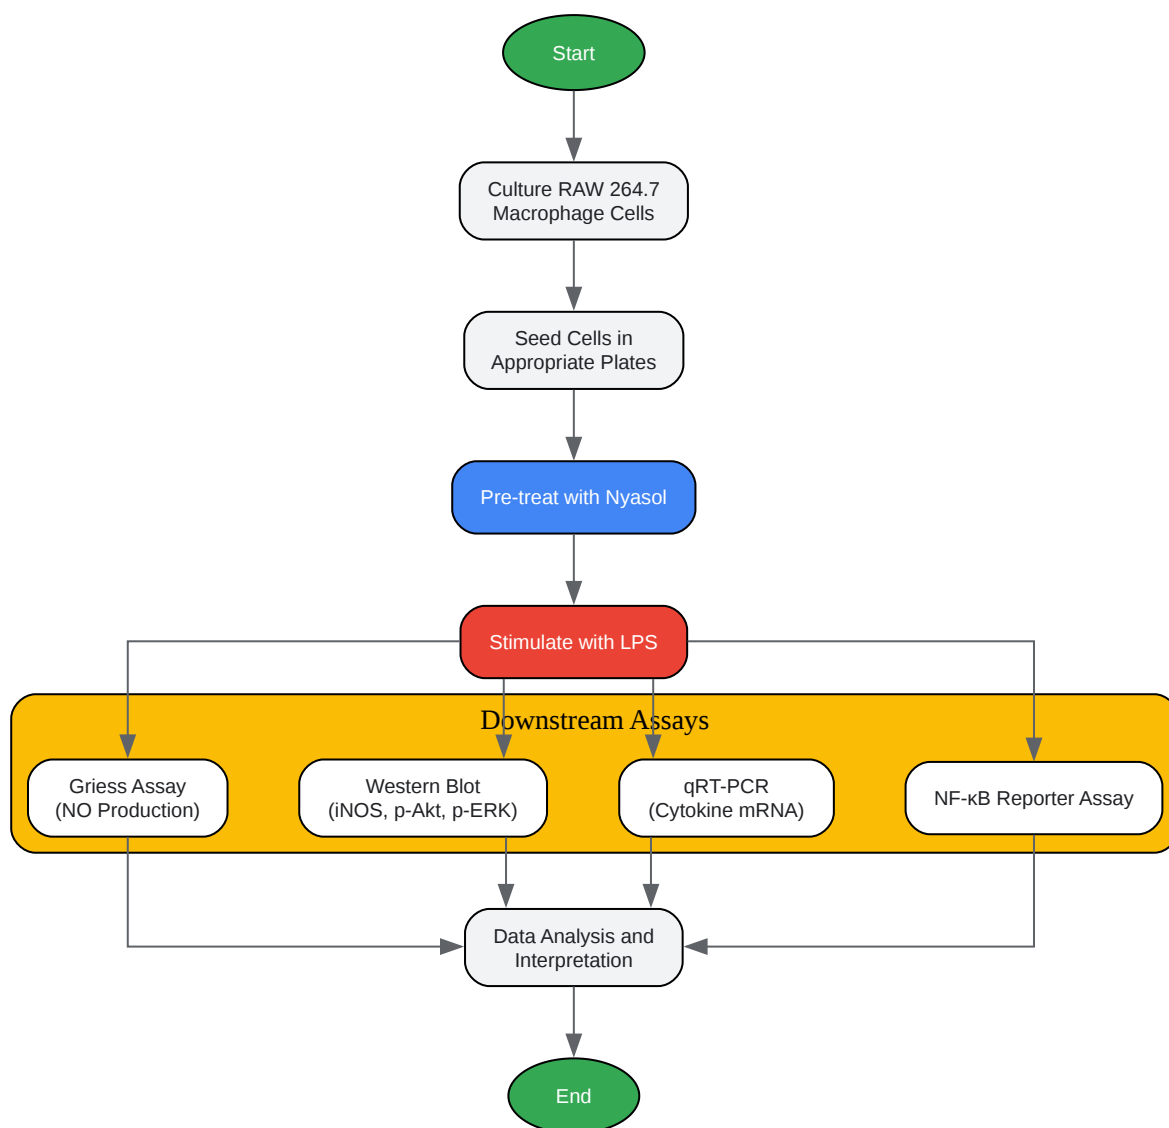 Start
Culture RAW 264.7
Macrophage Cells
Seed Cells in
Appropriate Plates
Pre-treat with Nyasol
Stimulate with LPS
Downstream Assays
Griess Assay
(NO Production)
Western Blot
(iNOS, p-Akt, p-ERK)
qRT-PCR
(Cytokine mRNA)
NF-κB Reporter Assay
Data Analysis and
Interpretation
End